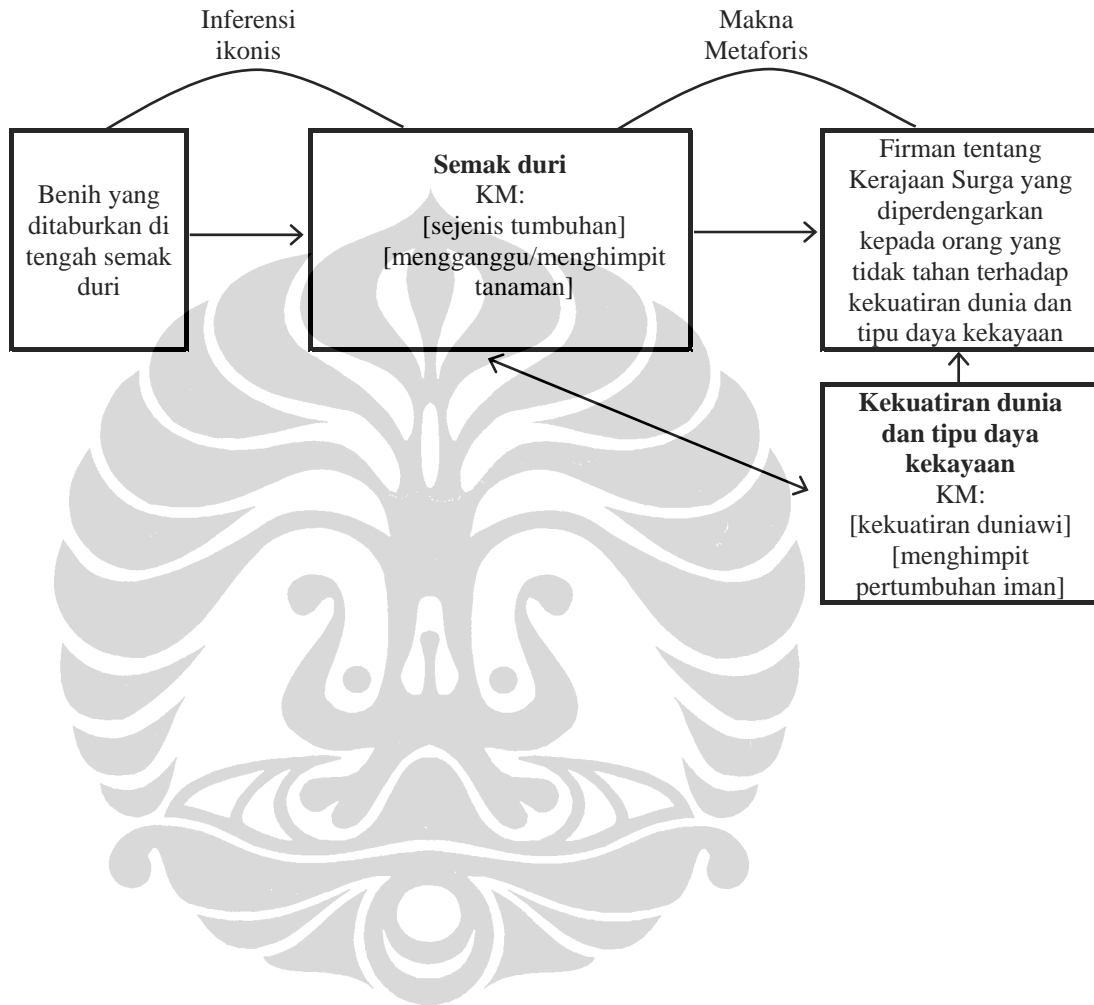 Inferensi
ikonis
Makna
Metaforis
Benih yang
ditaburkan di
tengah semak
duri
Semak duri
KM:
[sejenis tumbuhan]
[mengganggu/menghimpit
tanaman]
Firman tentang
Kerajaan Surga yang
diperdengarkan
kepada orang yang
tidak tahan terhadap
kekuatiran dunia dan
tipu daya kekayaan
Kekuatiran dunia
dan tipu daya
kekayaan
KM:
[kekuatiran duniawi]
[menghimpit
pertumbuhan iman]